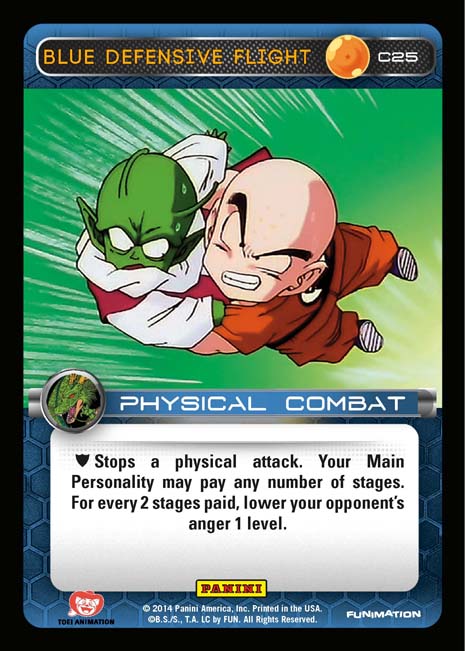 BLUE DEFENSIVE FLIGHT C25
PHYSICAL COMBAT
Stops a physical attack. Your Main
Personality may pay any number of stages.
For every 2 stages paid, lower your opponent's
anger 1 level.
PANINI
© 2014 Panini America, Inc. Printed in the USA.
©B.S./S., T.A. LC by FUN. All Rights Reserved.
TOEI ANIMATION
FUNIMATION